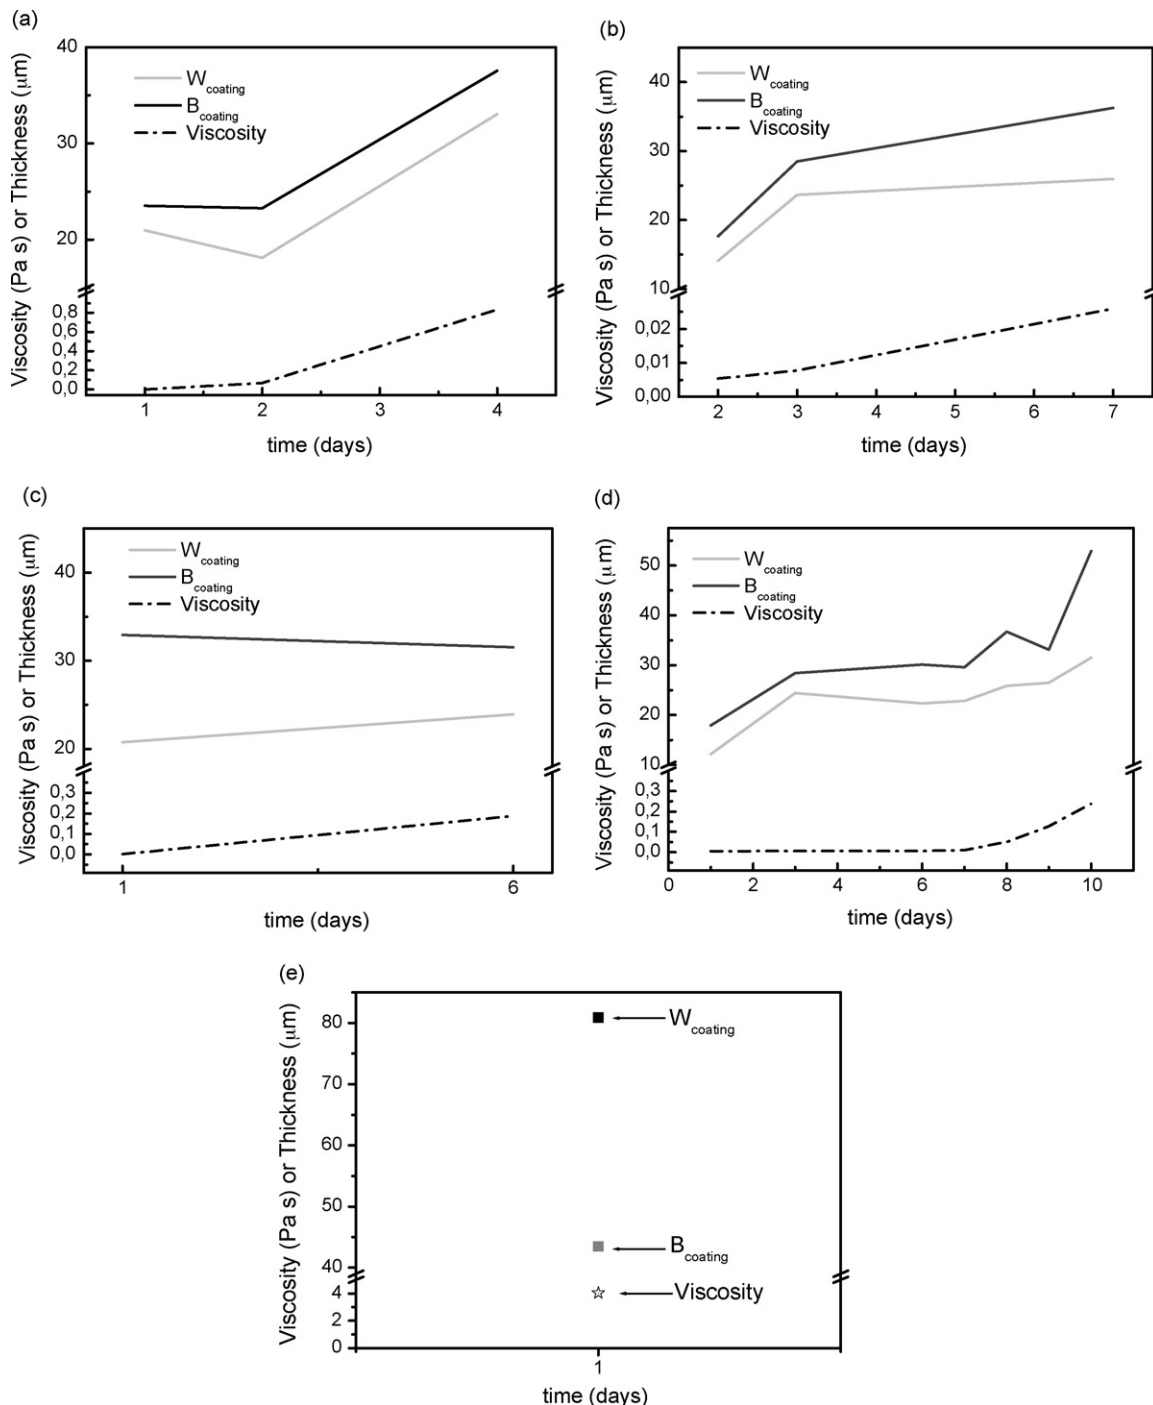 (a)
Viscosity (Pa s) or Thickness (μm)
40
30
20
0,8
0,6
0,4
0,2
0,0
W coating
B coating
Viscosity
1 2 3 4
time (days)
(b)
Viscosity (Pa s) or Thickness (μm)
40
30
20
10
0,02
0,01
0,00
W coating
B coating
Viscosity
2 3 4 5 6 7
time (days)
(c)
Viscosity (Pa s) or Thickness (μm)
40
30
20
0,3
0,2
0,1
0,0
W coating
B coating
Viscosity
1 6
time (days)
(d)
Viscosity (Pa s) or Thickness (μm)
50
40
30
20
10
0,3
0,2
0,1
0,0
W coating
B coating
Viscosity
0 2 4 6 8 10
time (days)
(e)
Viscosity (Pa s) or Thickness (μm)
80
70
60
50
40
4
2
0
W coating
B coating
Viscosity
1
time (days)